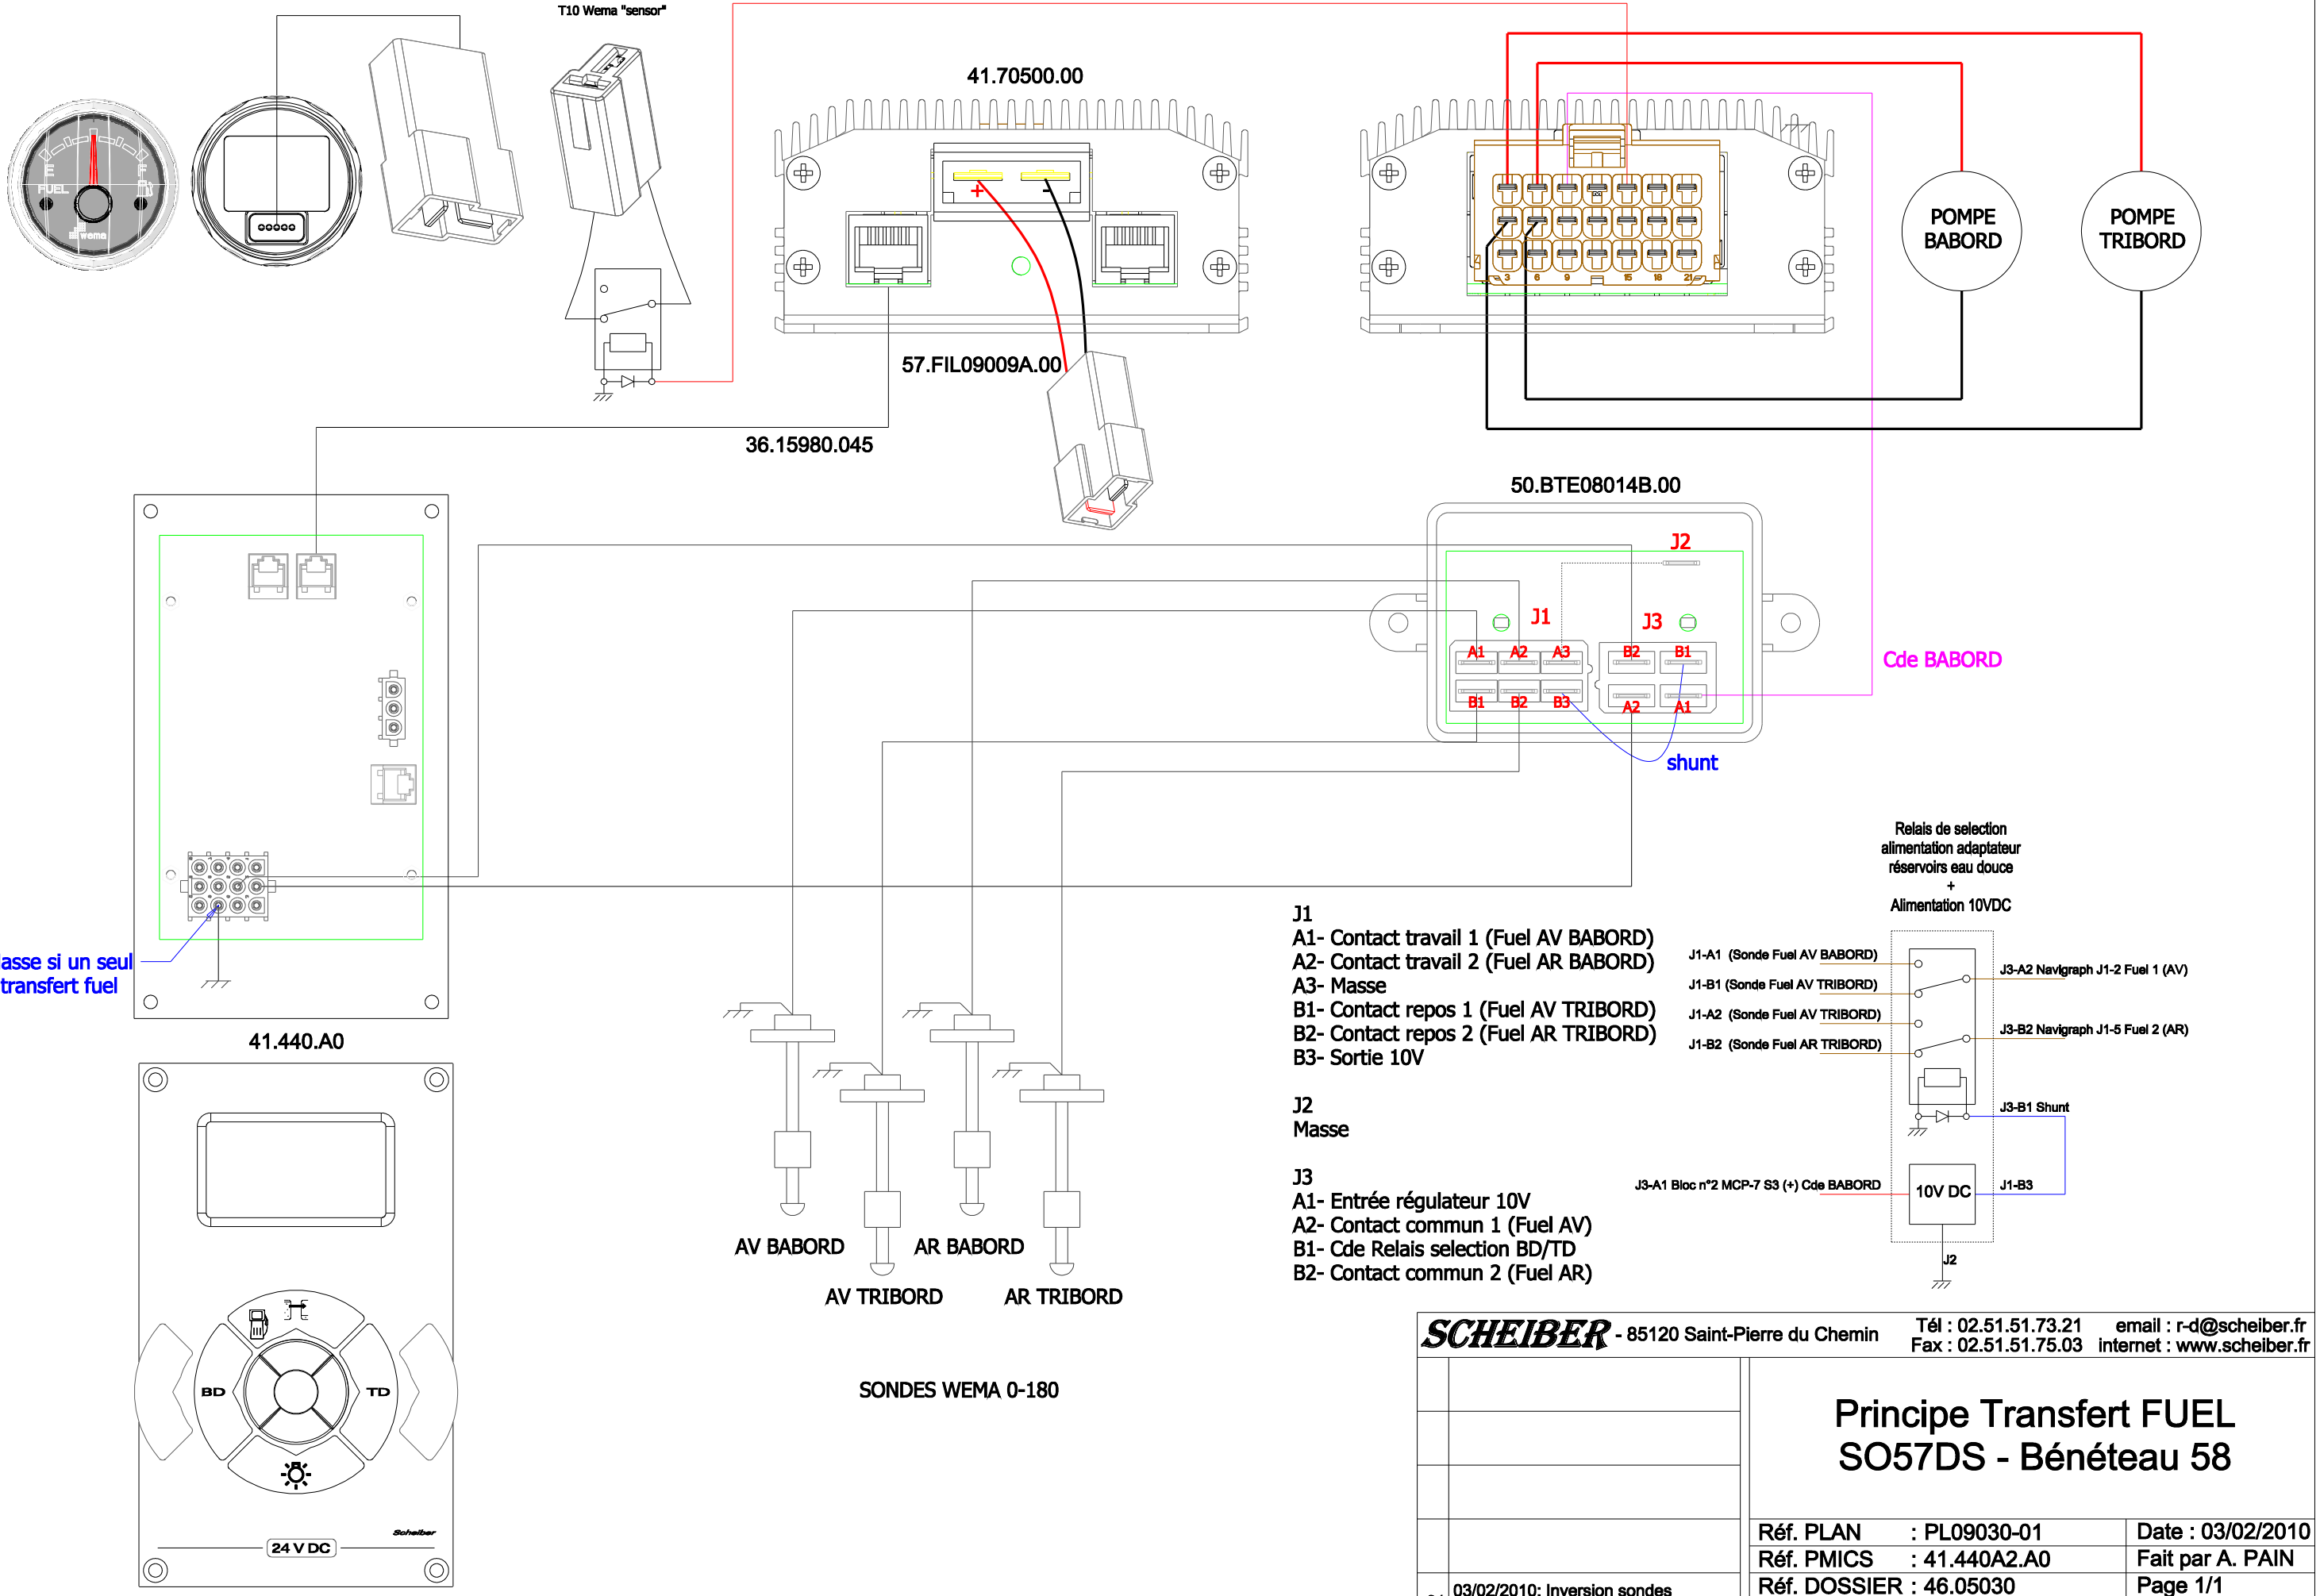 T10 Wema "sensor"
41.70500.00
E
F
FUEL
wema
+
-
3
6
9
15
18
21
POMPE
BABORD
POMPE
TRIBORD
57.FIL09009A.00
36.15980.045
50.BTE08014B.00
J2
J1
J3
A1
A2
A3
B2
B1
B1
B2
B3
A2
A1
Cde BABORD
shunt
asse si un seul
transfert fuel
41.440.A0
Relais de selection
alimentation adaptateur
réservoirs eau douce
+
Alimentation 10VDC
J1
A1- Contact travail 1 (Fuel AV BABORD)
A2- Contact travail 2 (Fuel AR BABORD)
A3- Masse
B1- Contact repos 1 (Fuel AV TRIBORD)
B2- Contact repos 2 (Fuel AR TRIBORD)
B3- Sortie 10V
J2
Masse
J3
A1- Entrée régulateur 10V
A2- Contact commun 1 (Fuel AV)
B1- Cde Relais selection BD/TD
B2- Contact commun 2 (Fuel AR)
J1-A1 (Sonde Fuel AV BABORD)
J1-B1 (Sonde Fuel AV TRIBORD)
J1-A2 (Sonde Fuel AV TRIBORD)
J1-B2 (Sonde Fuel AR TRIBORD)
J3-A2 Navigraph J1-2 Fuel 1 (AV)
J3-B2 Navigraph J1-5 Fuel 2 (AR)
J3-B1 Shunt
J3-A1 Bloc n°2 MCP-7 S3 (+) Cde BABORD
10V DC
J1-B3
J2
AV BABORD
AR BABORD
AV TRIBORD
AR TRIBORD
SONDES WEMA 0-180
BD
TD
Scheiber
24 V DC
SCHEIBER - 85120 Saint-Pierre du Chemin
Tél : 02.51.51.73.21
email : r-d@scheiber.fr
Fax : 02.51.51.75.03
internet : www.scheiber.fr
Principe Transfert FUEL
SO57DS - Bénéteau 58
Réf. PLAN : PL09030-01
Date : 03/02/2010
Réf. PMICS : 41.440A2.A0
Fait par A. PAIN
Réf. DOSSIER : 46.05030
Page 1/1
03/02/2010: Inversion sondes